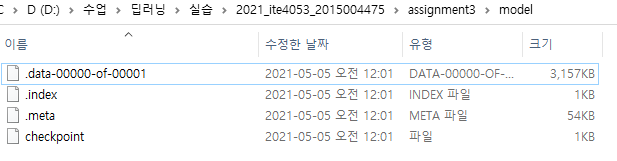 C > D (D:) > 수업 > 딥러닝 > 실습 > 2021_ite4053_2015004475 > assignment3 > model
이름 수정한 날짜 유형 크기
.data-00000-of-00001 2021-05-05 오전 12:01 DATA-00000-OF-... 3,157KB
.index 2021-05-05 오전 12:01 INDEX 파일 1KB
.meta 2021-05-05 오전 12:01 META 파일 54KB
checkpoint 2021-05-05 오전 12:01 파일 1KB